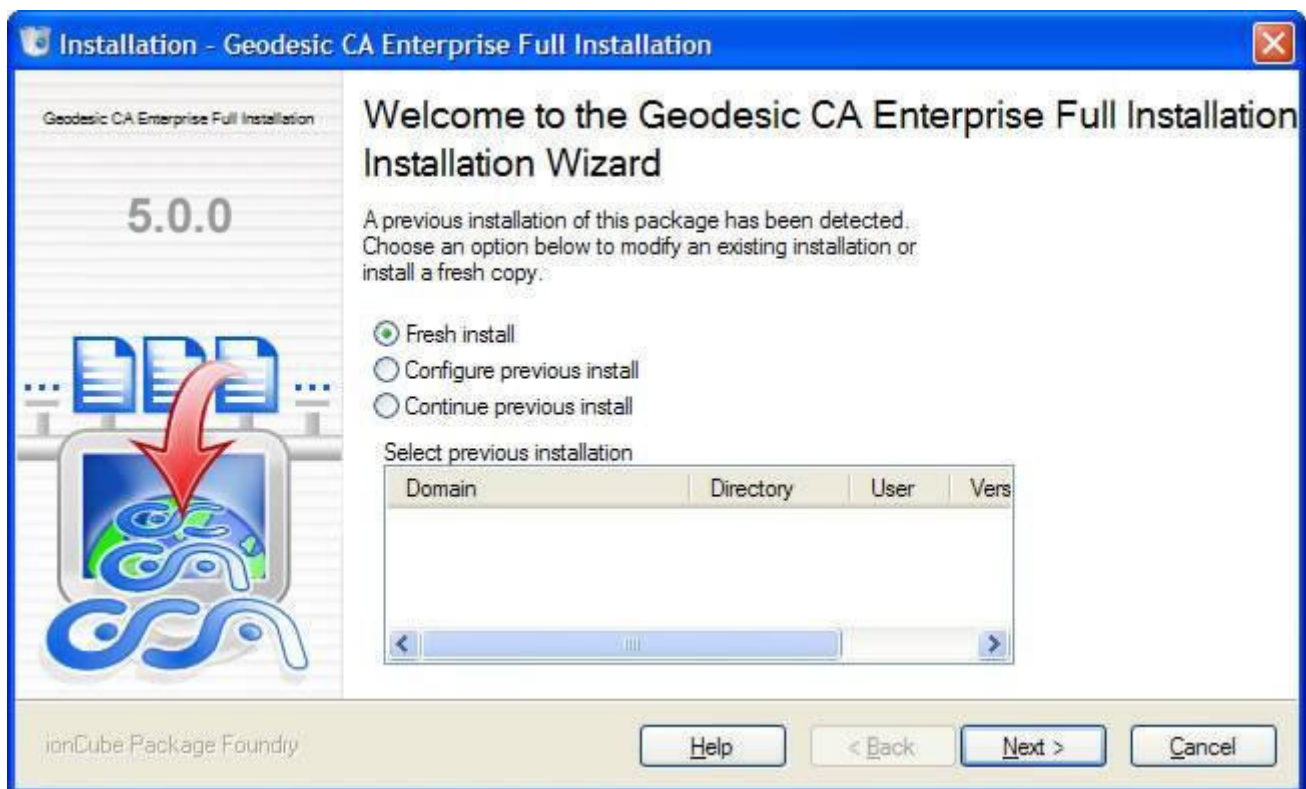 Installation - Geodesic CA Enterprise Full Installation
Geodesic CA Enterprise Full Installation
5.0.0
Welcome to the Geodesic CA Enterprise Full Installation
Installation Wizard
A previous installation of this package has been detected.
Choose an option below to modify an existing installation or
install a fresh copy.
Fresh install
Configure previous install
Continue previous install
Select previous installation
Domain Directory User Vers
ionCube Package Foundry
Help < Back Next > Cancel